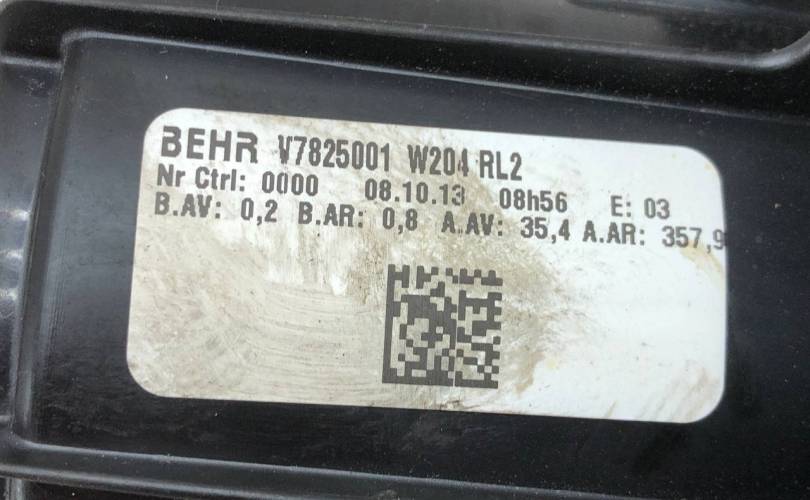 BEHR V7825001 W204 RL2
Nr Ctrl: 0000 08.10.13 08h56 E: 03
B.AV: 0,2 B.AR: 0,8 A.AV: 35,4 A.AR: 357,9